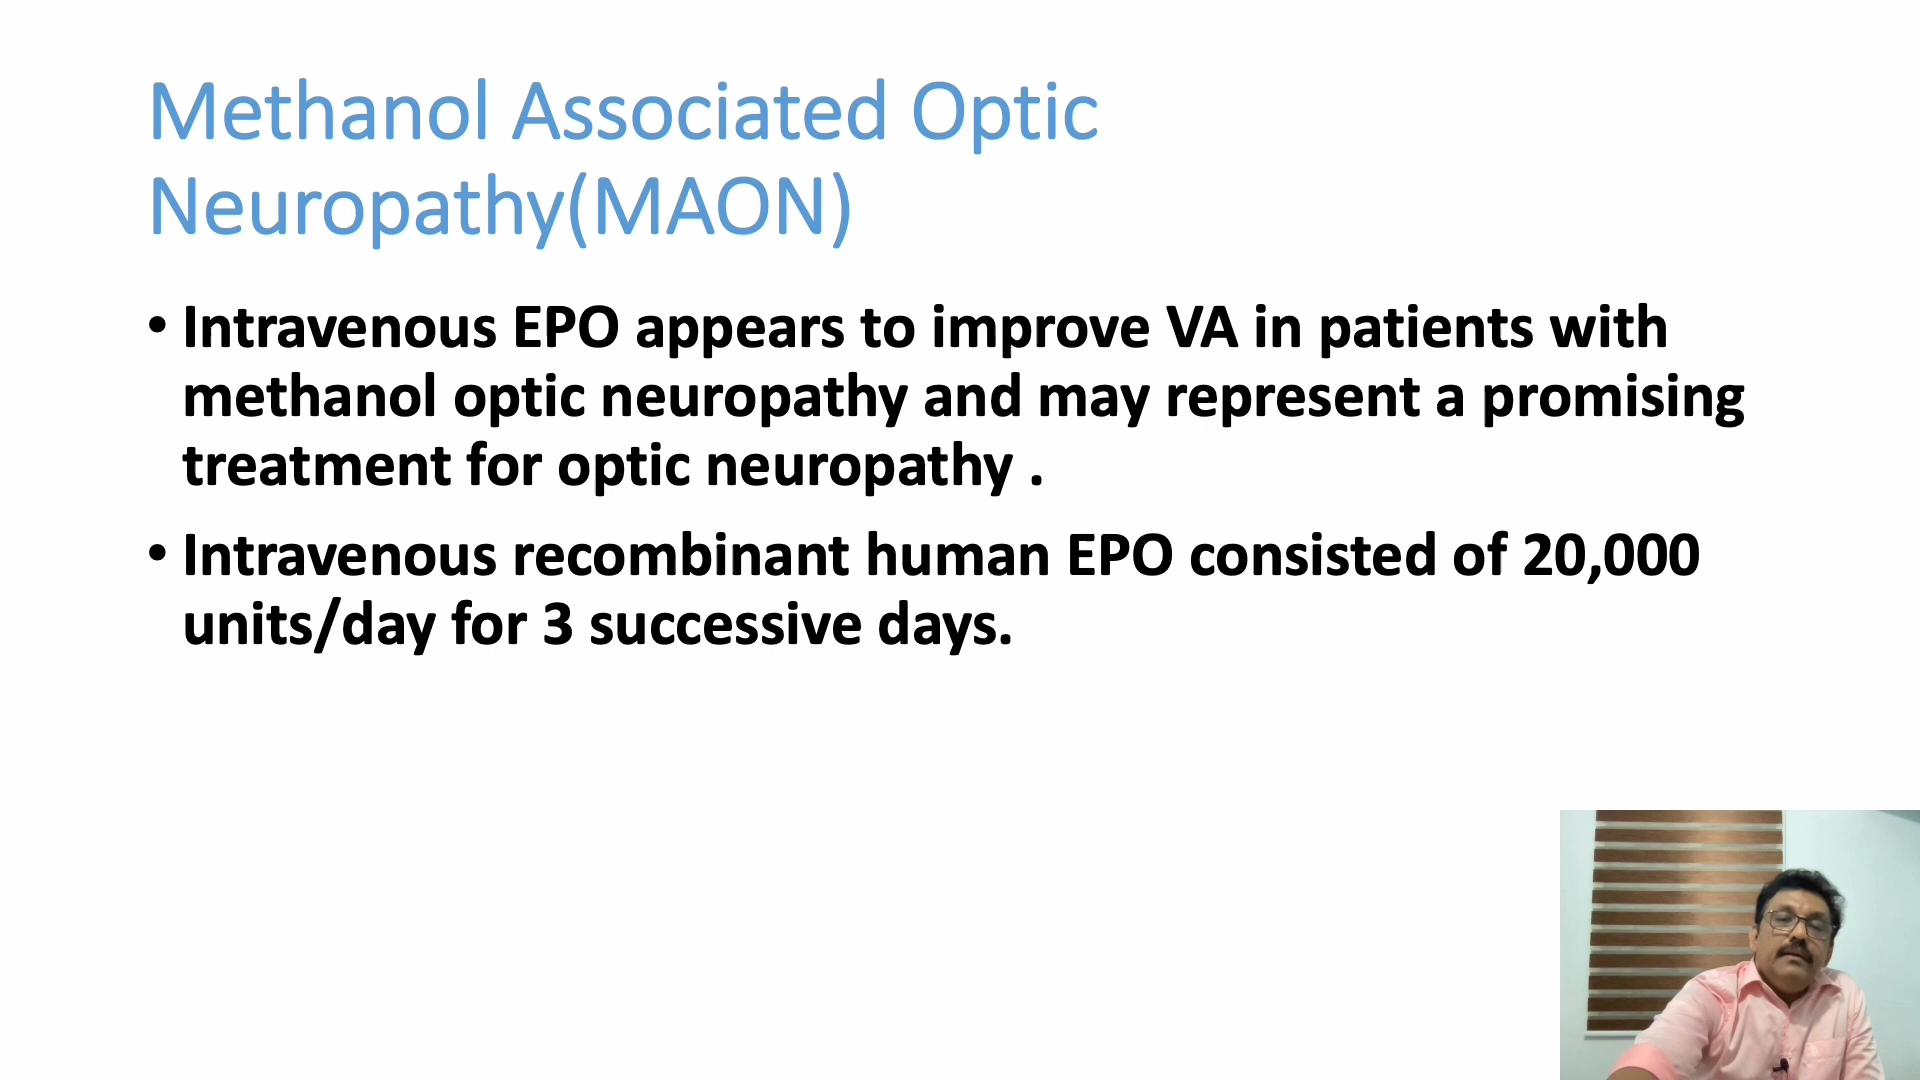 Methanol Associated Optic
Neuropathy(MAON)
• Intravenous EPO appears to improve VA in patients with
methanol optic neuropathy and may represent a promising
treatment for optic neuropathy .
• Intravenous recombinant human EPO consisted of 20,000
units/day for 3 successive days.